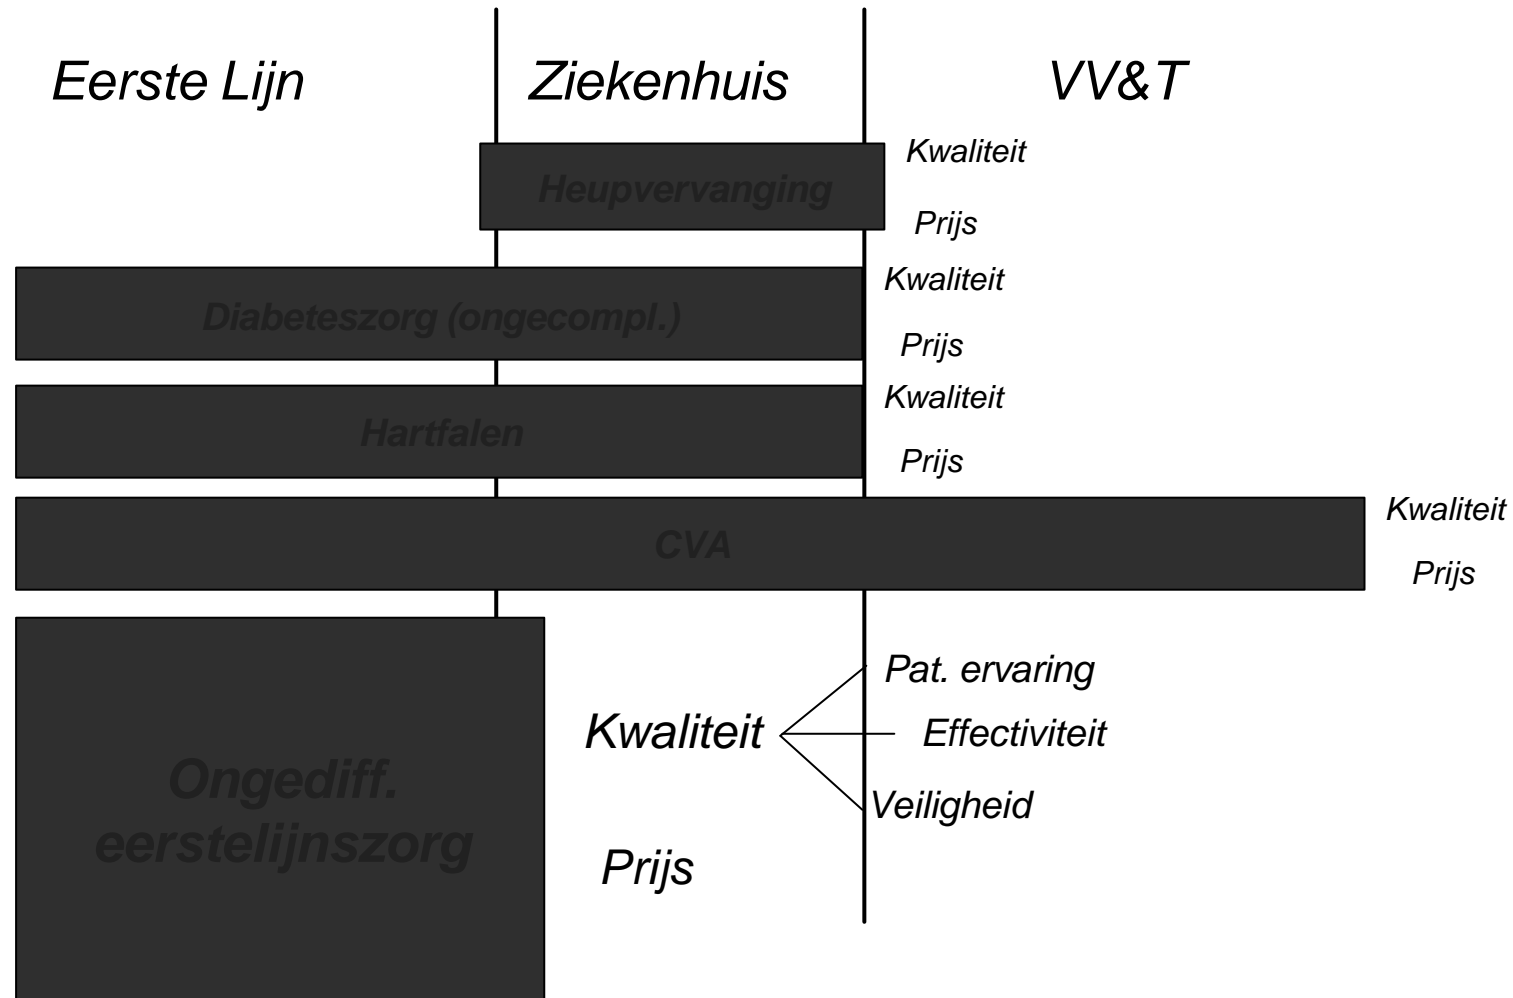 Eerste Lijn
Ziekenhuis
VV&T
Heupvervanging
Kwaliteit
Prijs
Diabeteszorg (ongecompl.)
Kwaliteit
Prijs
Hartfalen
Kwaliteit
Prijs
CVA
Kwaliteit
Prijs
Ongediff.
eerstelijnszorg
Kwaliteit
Pat. ervaring
Effectiviteit
Veiligheid
Prijs